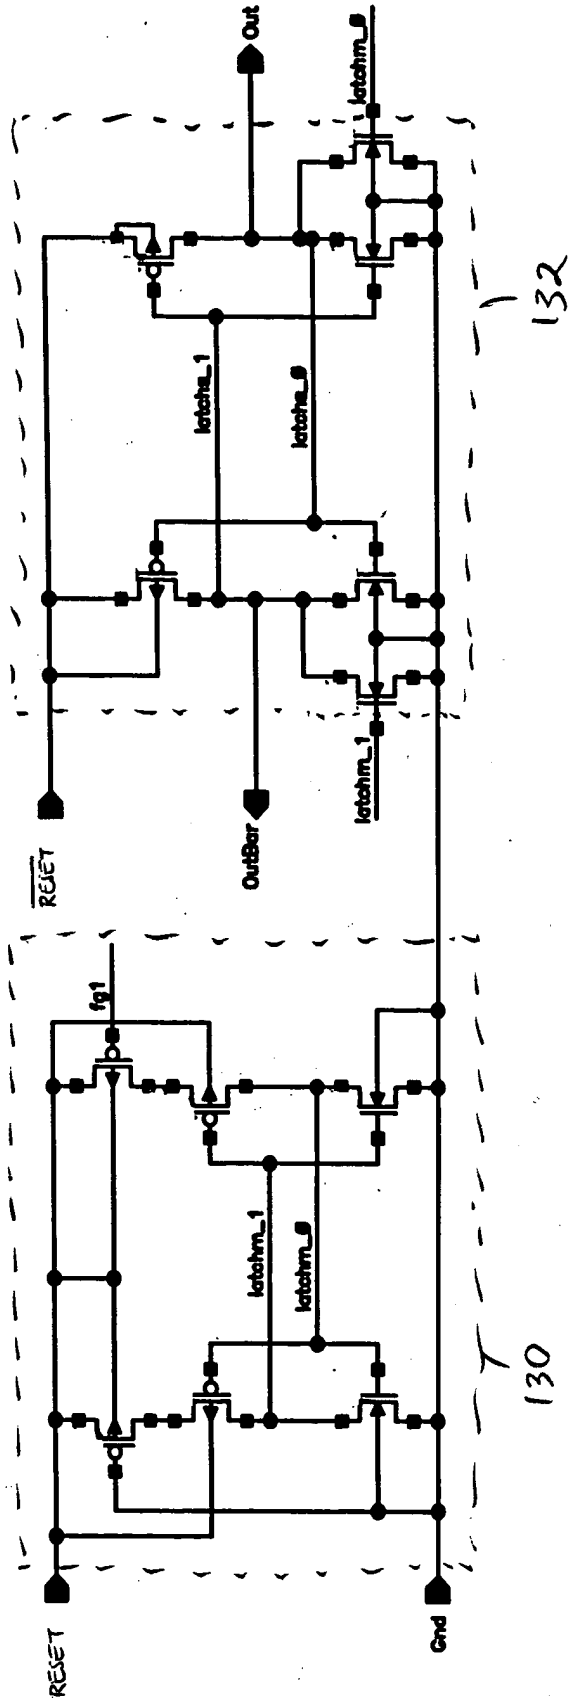 RESET
fg1
latchm_1
latchm_0
Gnd
130
RESET
OutBar
latchm_1
latchs_1
latchs_0
Out
latchm_0
132